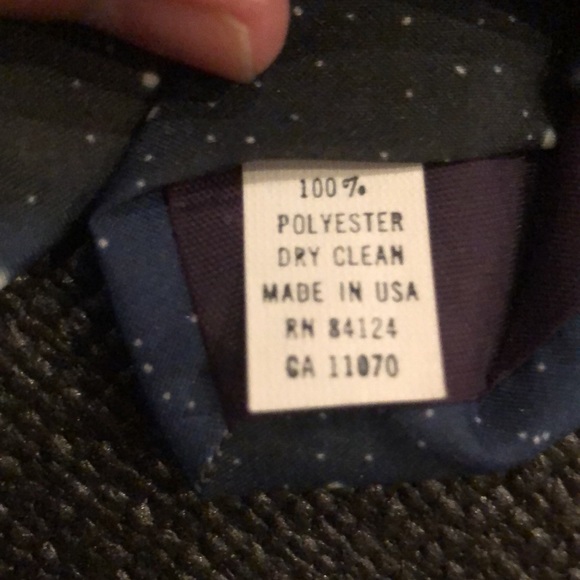 100%
POLYESTER
DRY CLEAN
MADE IN USA
RN 84124
CA 11070